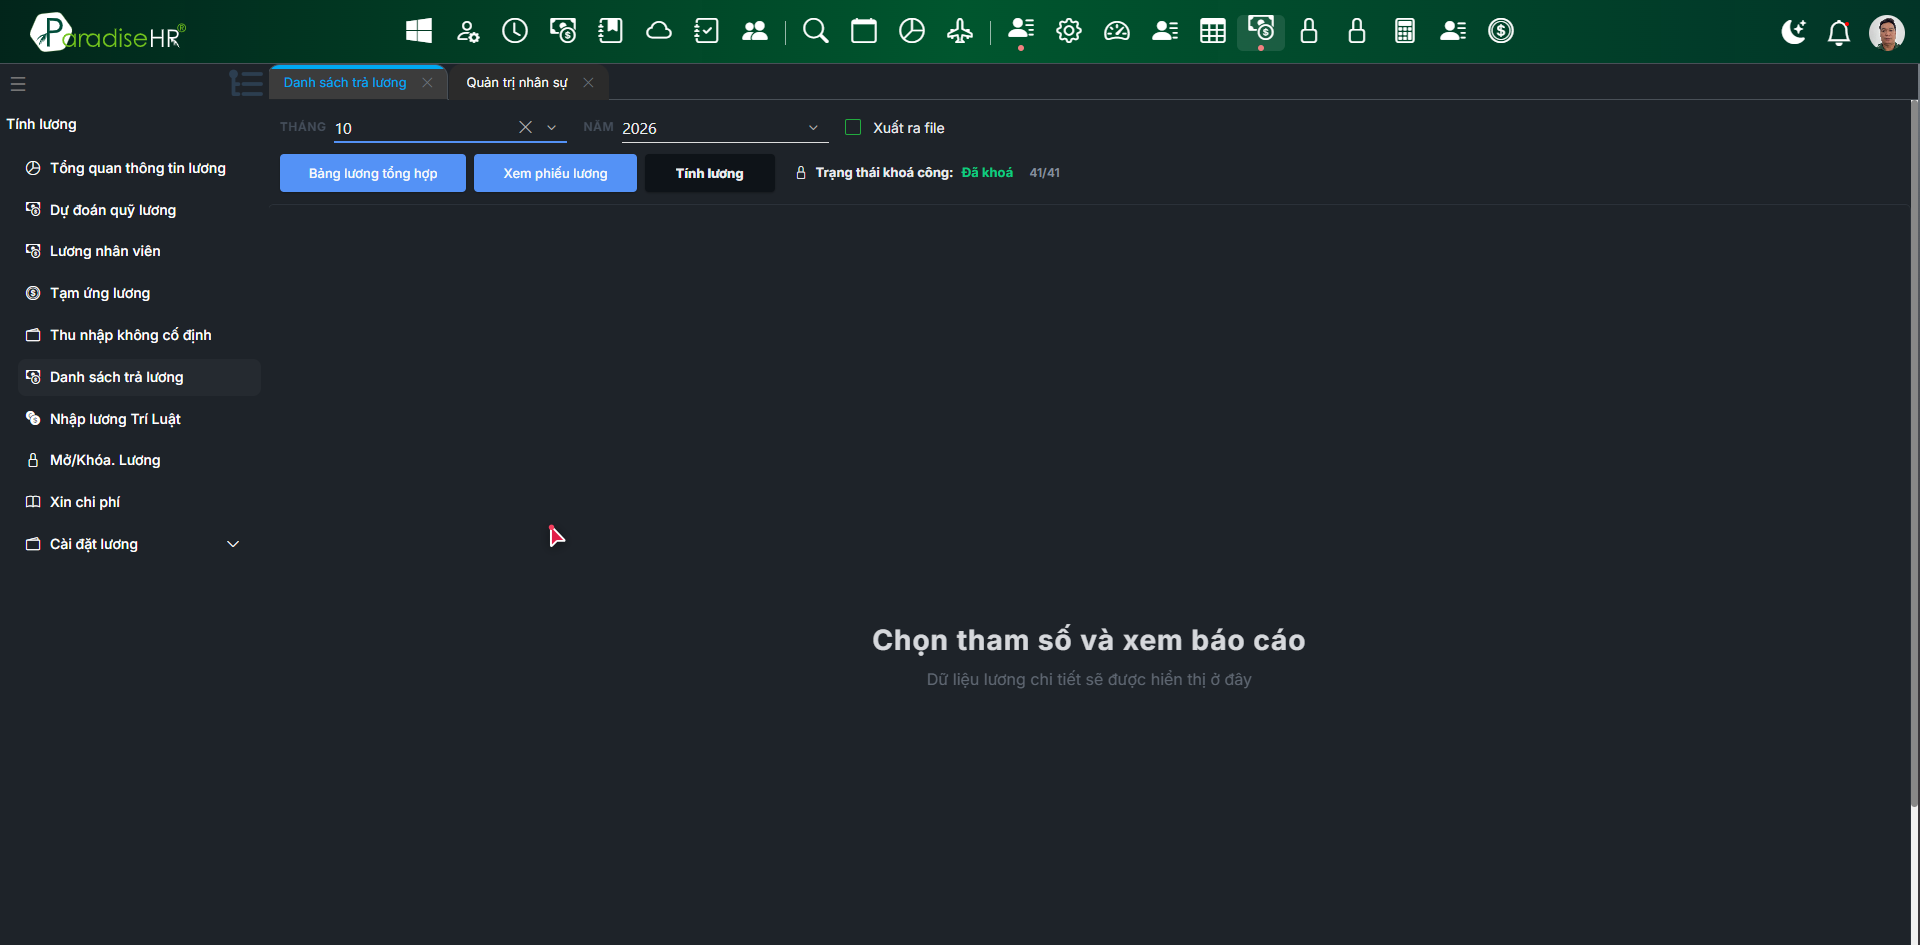 ParadiseHR®
Danh sách trả lương
Quản trị nhân sự
Tính lương
Tổng quan thông tin lương
Dự đoán quỹ lương
Lương nhân viên
Tạm ứng lương
Thu nhập không cố định
Danh sách trả lương
Nhập lương Trí Luật
Mở/Khóa. Lương
Xin chi phí
Cài đặt lương
THÁNG 10 NĂM 2026 Xuất ra file
Bảng lương tổng hợp Xem phiếu lương Tính lương Trạng thái khoá công: Đã khoá 41/41
Chọn tham số và xem báo cáo
Dữ liệu lương chi tiết sẽ được hiển thị ở đây